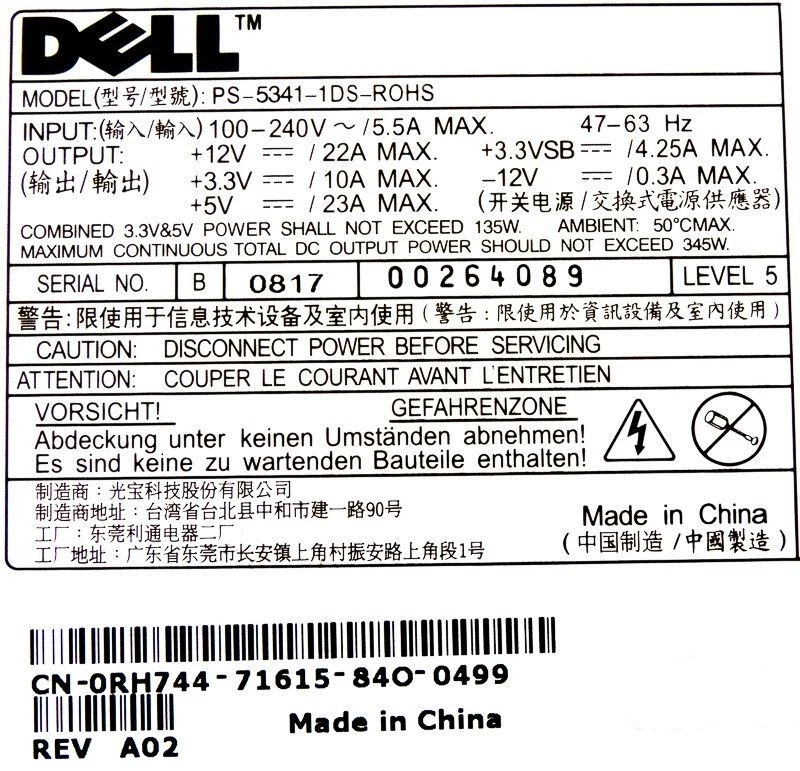 DELL™
MODEL(型号/型號): PS-5341-1DS-ROHS
INPUT:(输入/輸入) 100-240V ～ /5.5A MAX. 47-63 Hz
OUTPUT: +12V ⎓ /22A MAX. +3.3VSB ⎓ /4.25A MAX.
(输出/輸出) +3.3V ⎓ /10A MAX. -12V ⎓ /0.3A MAX.
+5V ⎓ /23A MAX. (开关电源/交換式電源供應器)
COMBINED 3.3V&5V POWER SHALL NOT EXCEED 135W. AMBIENT: 50°CMAX.
MAXIMUM CONTINUOUS TOTAL DC OUTPUT POWER SHOULD NOT EXCEED 345W.
SERIAL NO. B 0817 00264089 LEVEL 5
警告:限使用于信息技术设备及室内使用(警告:限使用於資訊設備及室內使用)
CAUTION: DISCONNECT POWER BEFORE SERVICING
ATTENTION: COUPER LE COURANT AVANT L'ENTRETIEN
VORSICHT! GEFAHRENZONE
Abdeckung unter keinen Umständen abnehmen!
Es sind keine zu wartenden Bauteile enthalten!
制造商:光宝科技股份有限公司
制造商地址:台湾省台北县中和市建一路90号
工厂:东莞利通电器二厂
工厂地址:广东省东莞市长安镇上角村振安路上角段1号
Made in China
(中国制造/中國製造)
CN-0RH744-71615-84O-0499
Made in China
REV A02